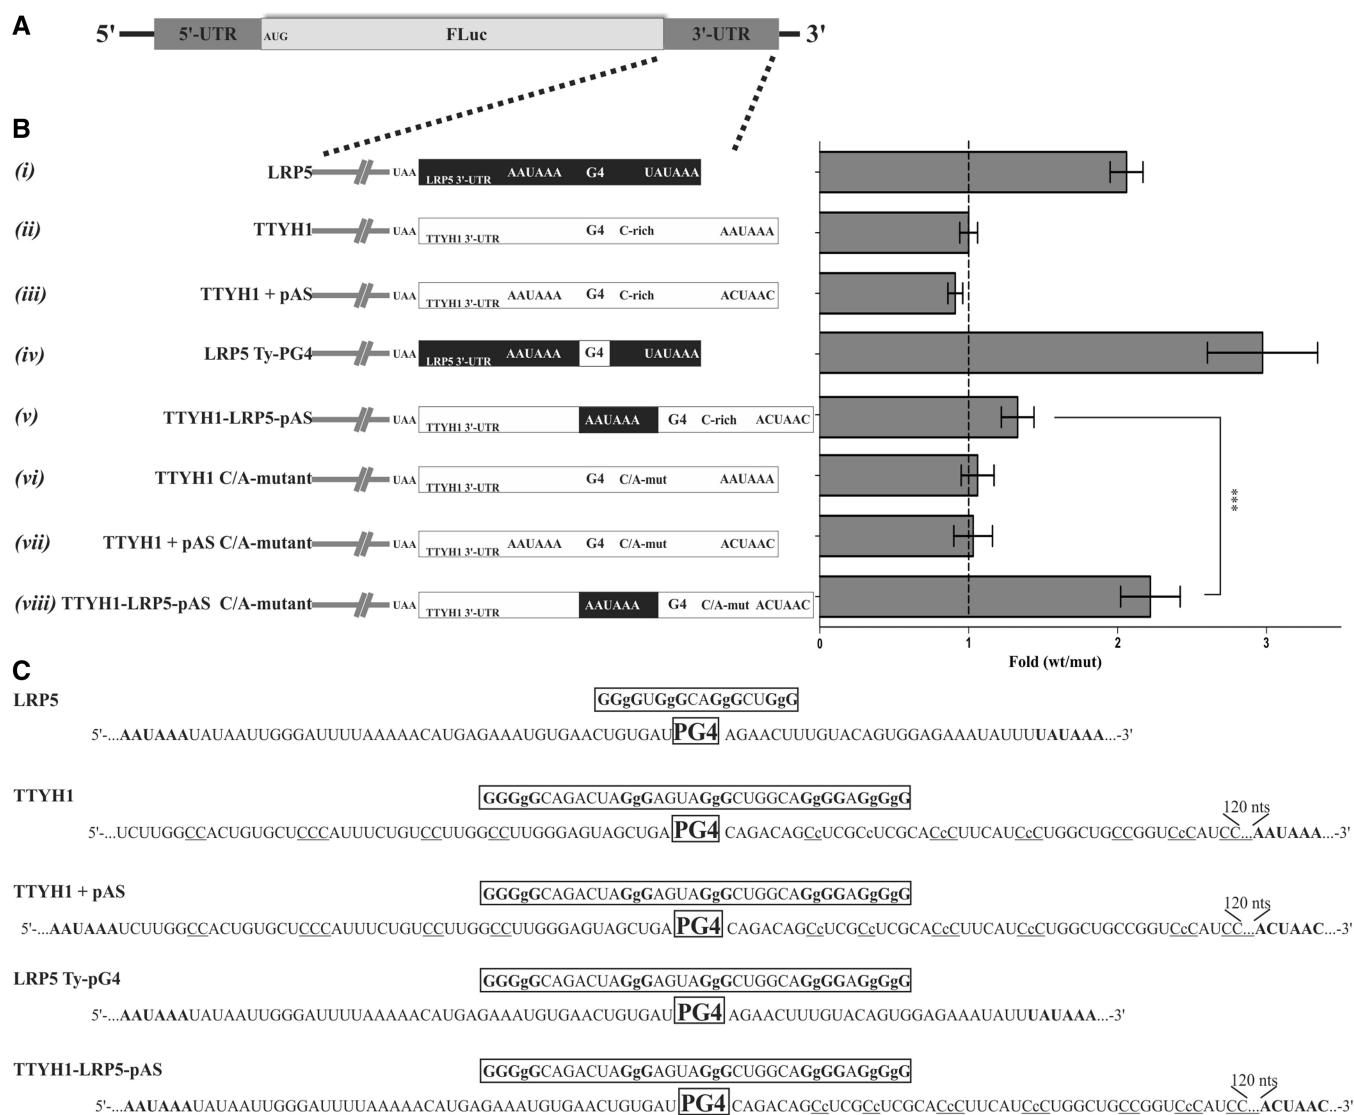 A
5' 5'-UTR AUG FLuc 3'-UTR 3'
B
(i) LRP5 UAA LRP5 3'-UTR AAUAAA G4 UAUAAA
(ii) TTYH1 UAA TTYH1 3'-UTR G4 C-rich AAUAAA
(iii) TTYH1 + pAS UAA TTYH1 3'-UTR AAUAAA G4 C-rich ACUAAC
(iv) LRP5 Ty-PG4 UAA LRP5 3'-UTR AAUAAA G4 UAUAAA
(v) TTYH1-LRP5-pAS UAA TTYH1 3'-UTR AAUAAA G4 C-rich ACUAAC
(vi) TTYH1 C/A-mutant UAA TTYH1 3'-UTR G4 C/A-mut AAUAAA
(vii) TTYH1 + pAS C/A-mutant UAA TTYH1 3'-UTR AAUAAA G4 C/A-mut ACUAAC
(viii) TTYH1-LRP5-pAS C/A-mutant UAA TTYH1 3'-UTR AAUAAA G4 C/A-mut ACUAAC
***
0 1 2 3
Fold (wt/mut)
C
LRP5
GGgGUGgGCAGgGCUGgG
5'-...AAUAAAUAUAAUUGGGAUUUUAAAAACAUGAGAAAUGUGAACUGUGAU PG4 AGAACUUUGUACAGUGGAGAAAUAUUUUAUAAA...-3'
TTYH1
GGGgGCAGACUAGgGAGUAGgGCUGGCAGgGGAGgGgG
120 nts
5'-...UCUUGGCCACUGUGCUCCCAUUUCUGUCCUUGGCCUUGGGAGUAGCUGA PG4 CAGACAGCcUCGCcUCGCACcCUUCAUCcCUGGCUGCCGGUCcCAUCC...AAUAAA...-3'
TTYH1 + pAS
GGGgGCAGACUAGgGAGUAGgGCUGGCAGgGGAGgGgG
120 nts
5'-...AAUAAAUCUUGGCCACUGUGCUCCCAUUUCUGUCCUUGGCCUUGGGAGUAGCUGA PG4 CAGACAGCcUCGCcUCGCACcCUUCAUCcCUGGCUGCCGGUCcCAUCC...ACUAAC...-3'
LRP5 Ty-pG4
GGGgGCAGACUAGgGAGUAGgGCUGGCAGgGGAGgGgG
5'-...AAUAAAUAUAAUUGGGAUUUUAAAAACAUGAGAAAUGUGAACUGUGAU PG4 AGAACUUUGUACAGUGGAGAAAUAUUUAUAAA...-3'
TTYH1-LRP5-pAS
GGGgGCAGACUAGgGAGUAGgGCUGGCAGgGGAGgGgG
120 nts
5'-...AAUAAAUAUAAUUGGGAUUUUAAAAACAUGAGAAAUGUGAACUGUGAU PG4 CAGACAGCcUCGCcUCGCACcCUUCAUCcCUGGCUGCCGGUCcCAUCC...ACUAAC...-3'